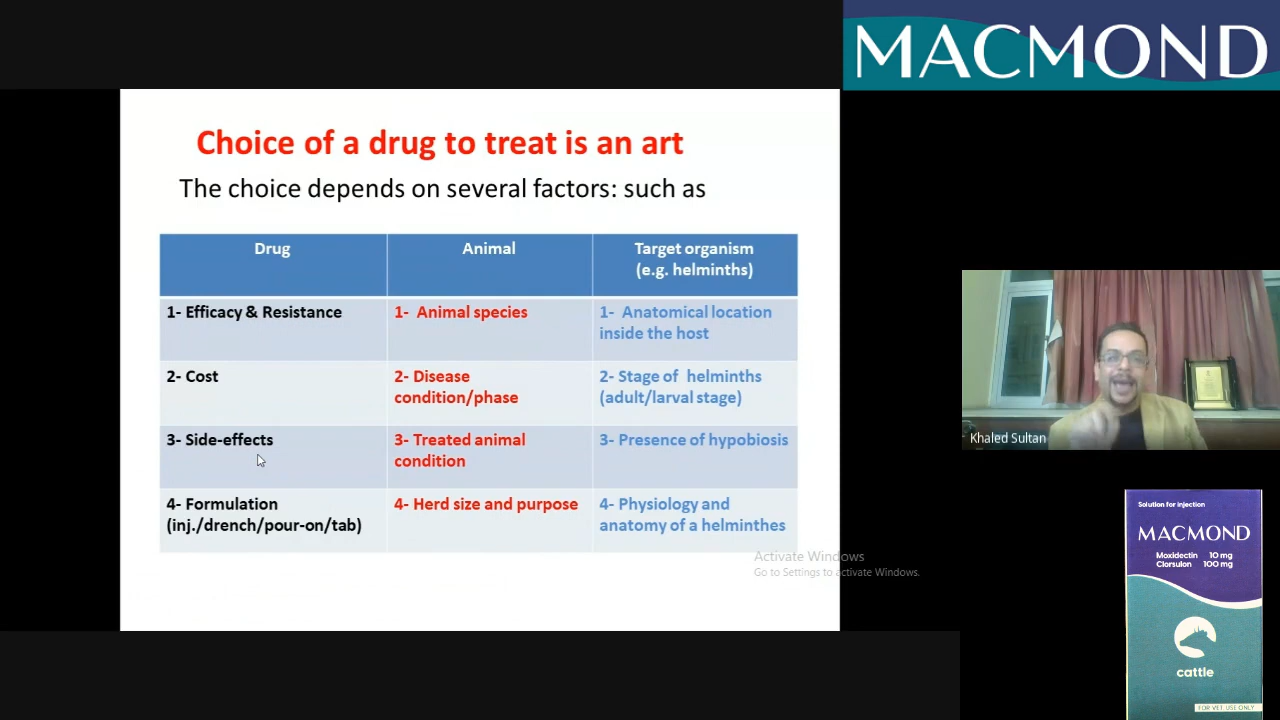 MACMOND
Choice of a drug to treat is an art
The choice depends on several factors: such as
Drug
Animal
Target organism
(e.g. helminths)
1- Efficacy & Resistance
1- Animal species
1- Anatomical location
inside the host
2- Cost
2- Disease
condition/phase
2- Stage of helminths
(adult/larval stage)
3- Side-effects
3- Treated animal
condition
3- Presence of hypobiosis
4- Formulation
(inj./drench/pour-on/tab)
4- Herd size and purpose
4- Physiology and
anatomy of a helminthes
Activate Windows
Go to Settings to activate Windows.
Khaled Sultan
Solution for injection
MACMOND
Moxidectin 10 mg
Clorsulon 100 mg
cattle
FOR VET. USE ONLY